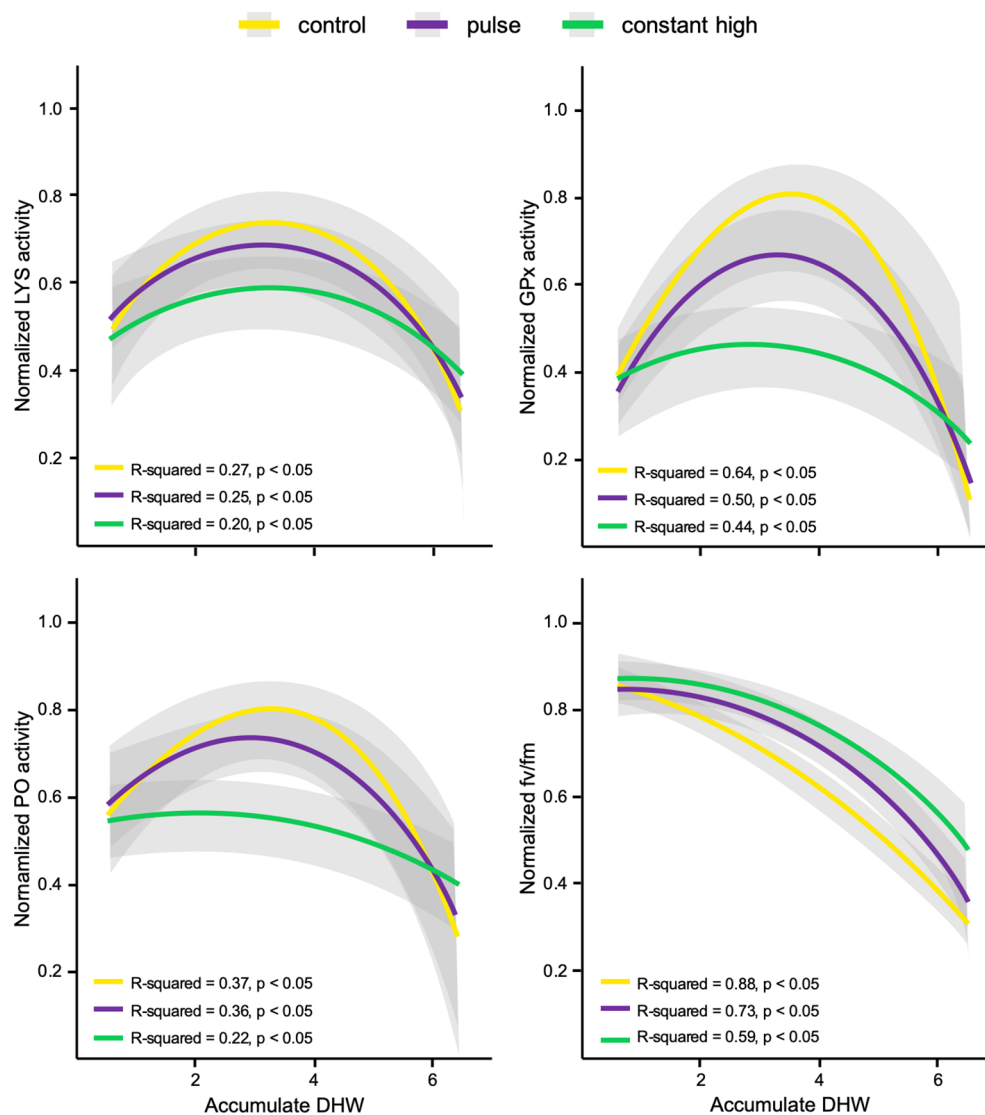 control pulse constant high
Normalized LYS activity
1.0
0.8
0.6
0.4
0.2
R-squared = 0.27, p < 0.05
R-squared = 0.25, p < 0.05
R-squared = 0.20, p < 0.05
2 4 6
Normalized GPx activity
1.0
0.8
0.6
0.4
0.2
R-squared = 0.64, p < 0.05
R-squared = 0.50, p < 0.05
R-squared = 0.44, p < 0.05
2 4 6
Nomamlized PO activity
1.0
0.8
0.6
0.4
0.2
R-squared = 0.37, p < 0.05
R-squared = 0.36, p < 0.05
R-squared = 0.22, p < 0.05
2 4 6
Accumulate DHW
Normalized fv/fm
1.0
0.8
0.6
0.4
0.2
R-squared = 0.88, p < 0.05
R-squared = 0.73, p < 0.05
R-squared = 0.59, p < 0.05
2 4 6
Accumulate DHW